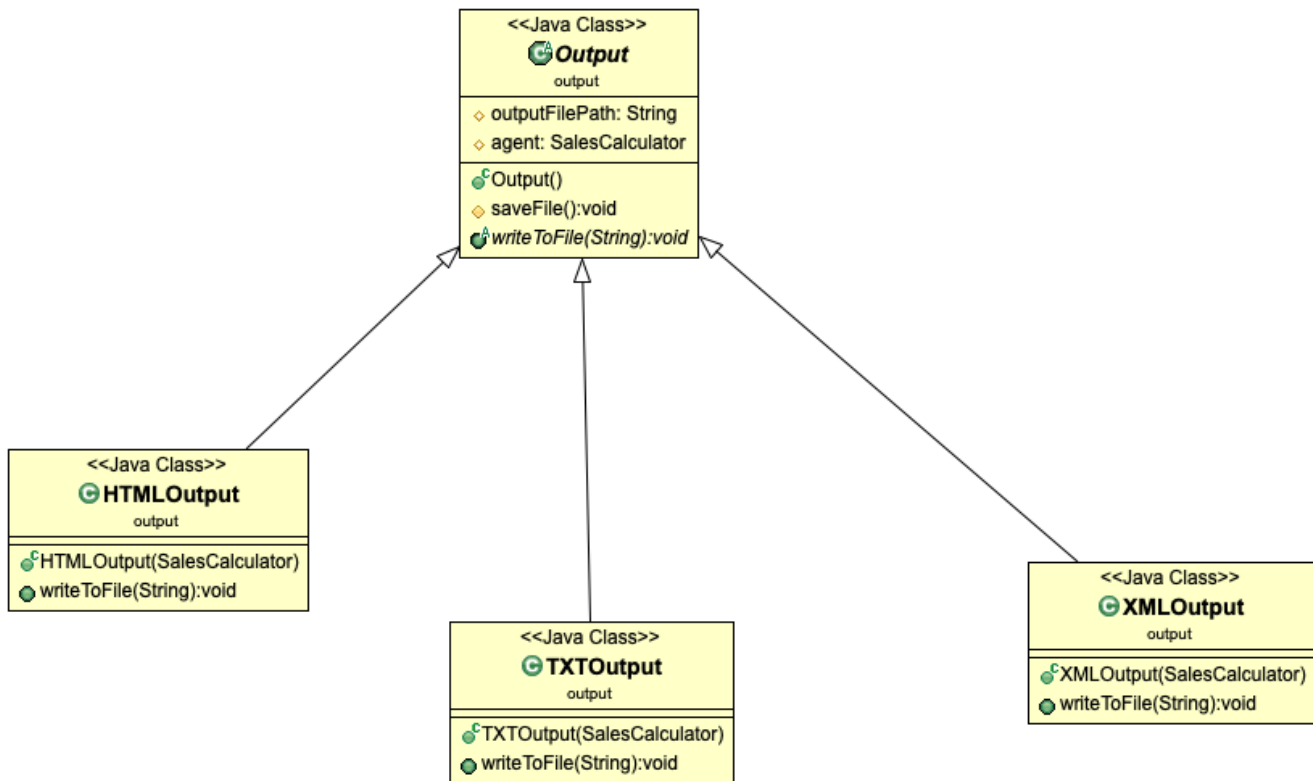 <<Java Class>>
Output
output
outputFilePath: String
agent: SalesCalculator
Output()
saveFile():void
writeToFile(String):void
<<Java Class>>
HTMLOutput
output
HTMLOutput(SalesCalculator)
writeToFile(String):void
<<Java Class>>
TXTOutput
output
TXTOutput(SalesCalculator)
writeToFile(String):void
<<Java Class>>
XMLOutput
output
XMLOutput(SalesCalculator)
writeToFile(String):void